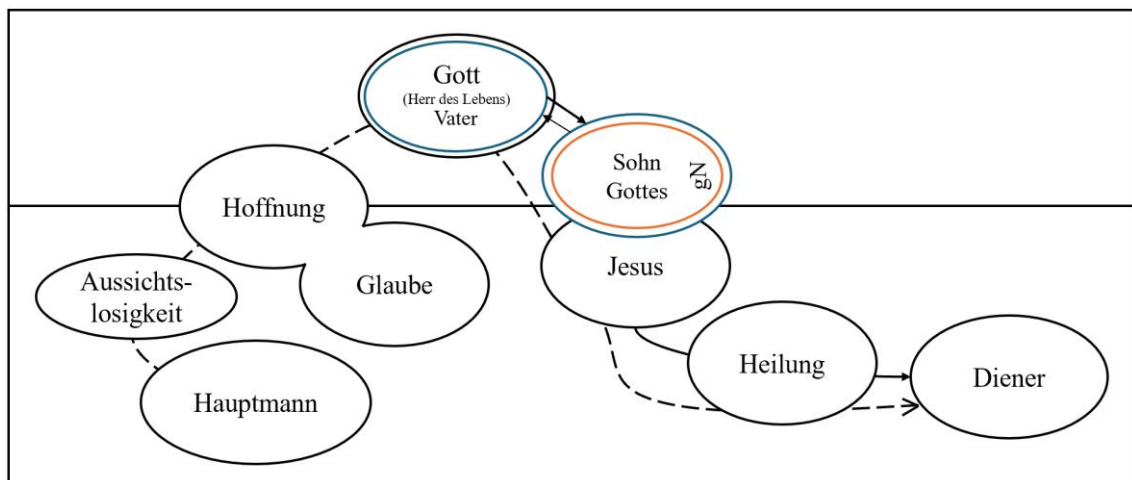 Gott
(Herr des Lebens)
Vater
Sohn
Gottes
gN
Hoffnung
Glaube
Jesus
Aussichts-
losigkeit
Hauptmann
Heilung
Diener